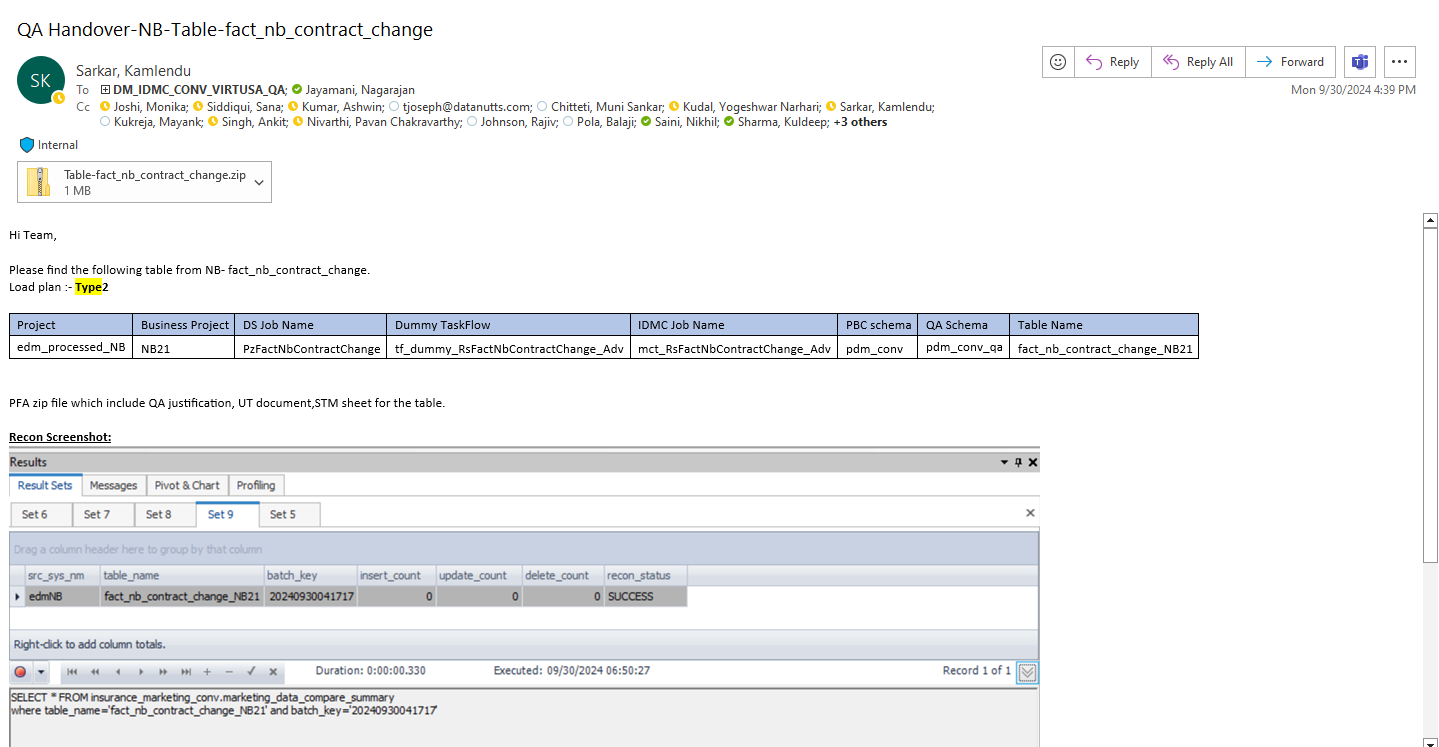 QA Handover-NB-Table-fact_nb_contract_change
SK
Sarkar, Kamlendu
Reply
Reply All
Forward
To DM_IDMC_CONV_VIRTUSA_QA; Jayamani, Nagarajan
Mon 9/30/2024 4:39 PM
Cc Joshi, Monika; Siddiqui, Sana; Kumar, Ashwin; tjoseph@datanutts.com; Chitteti, Muni Sankar; Kudal, Yogeshwar Narhari; Sarkar, Kamlendu;
Kukreja, Mayank; Singh, Ankit; Nivarthi, Pavan Chakravarthy; Johnson, Rajiv; Pola, Balaji; Saini, Nikhil; Sharma, Kuldeep; +3 others
Internal
Table-fact_nb_contract_change.zip
1 MB
Hi Team,
Please find the following table from NB- fact_nb_contract_change.
Load plan :- Type2
Project Business Project DS Job Name Dummy TaskFlow IDMC Job Name PBC schema QA Schema Table Name
edm_processed_NB NB21 PzFactNbContractChange tf_dummy_RsFactNbContractChange_Adv mct_RsFactNbContractChange_Adv pdm_conv pdm_conv_qa fact_nb_contract_change_NB21
PFA zip file which include QA justification, UT document,STM sheet for the table.
Recon Screenshot:
Results
Result Sets Messages Pivot & Chart Profiling
Set 6 Set 7 Set 8 Set 9 Set 5
Drag a column header here to group by that column
src_sys_nm table_name batch_key insert_count update_count delete_count recon_status
edmNB fact_nb_contract_change_NB21 20240930041717 0 0 0 SUCCESS
Right-click to add column totals.
Duration: 0:00:00.330 Executed: 09/30/2024 06:50:27 Record 1 of 1
SELECT * FROM insurance_marketing_conv.marketing_data_compare_summary
where table_name='fact_nb_contract_change_NB21' and batch_key='20240930041717'